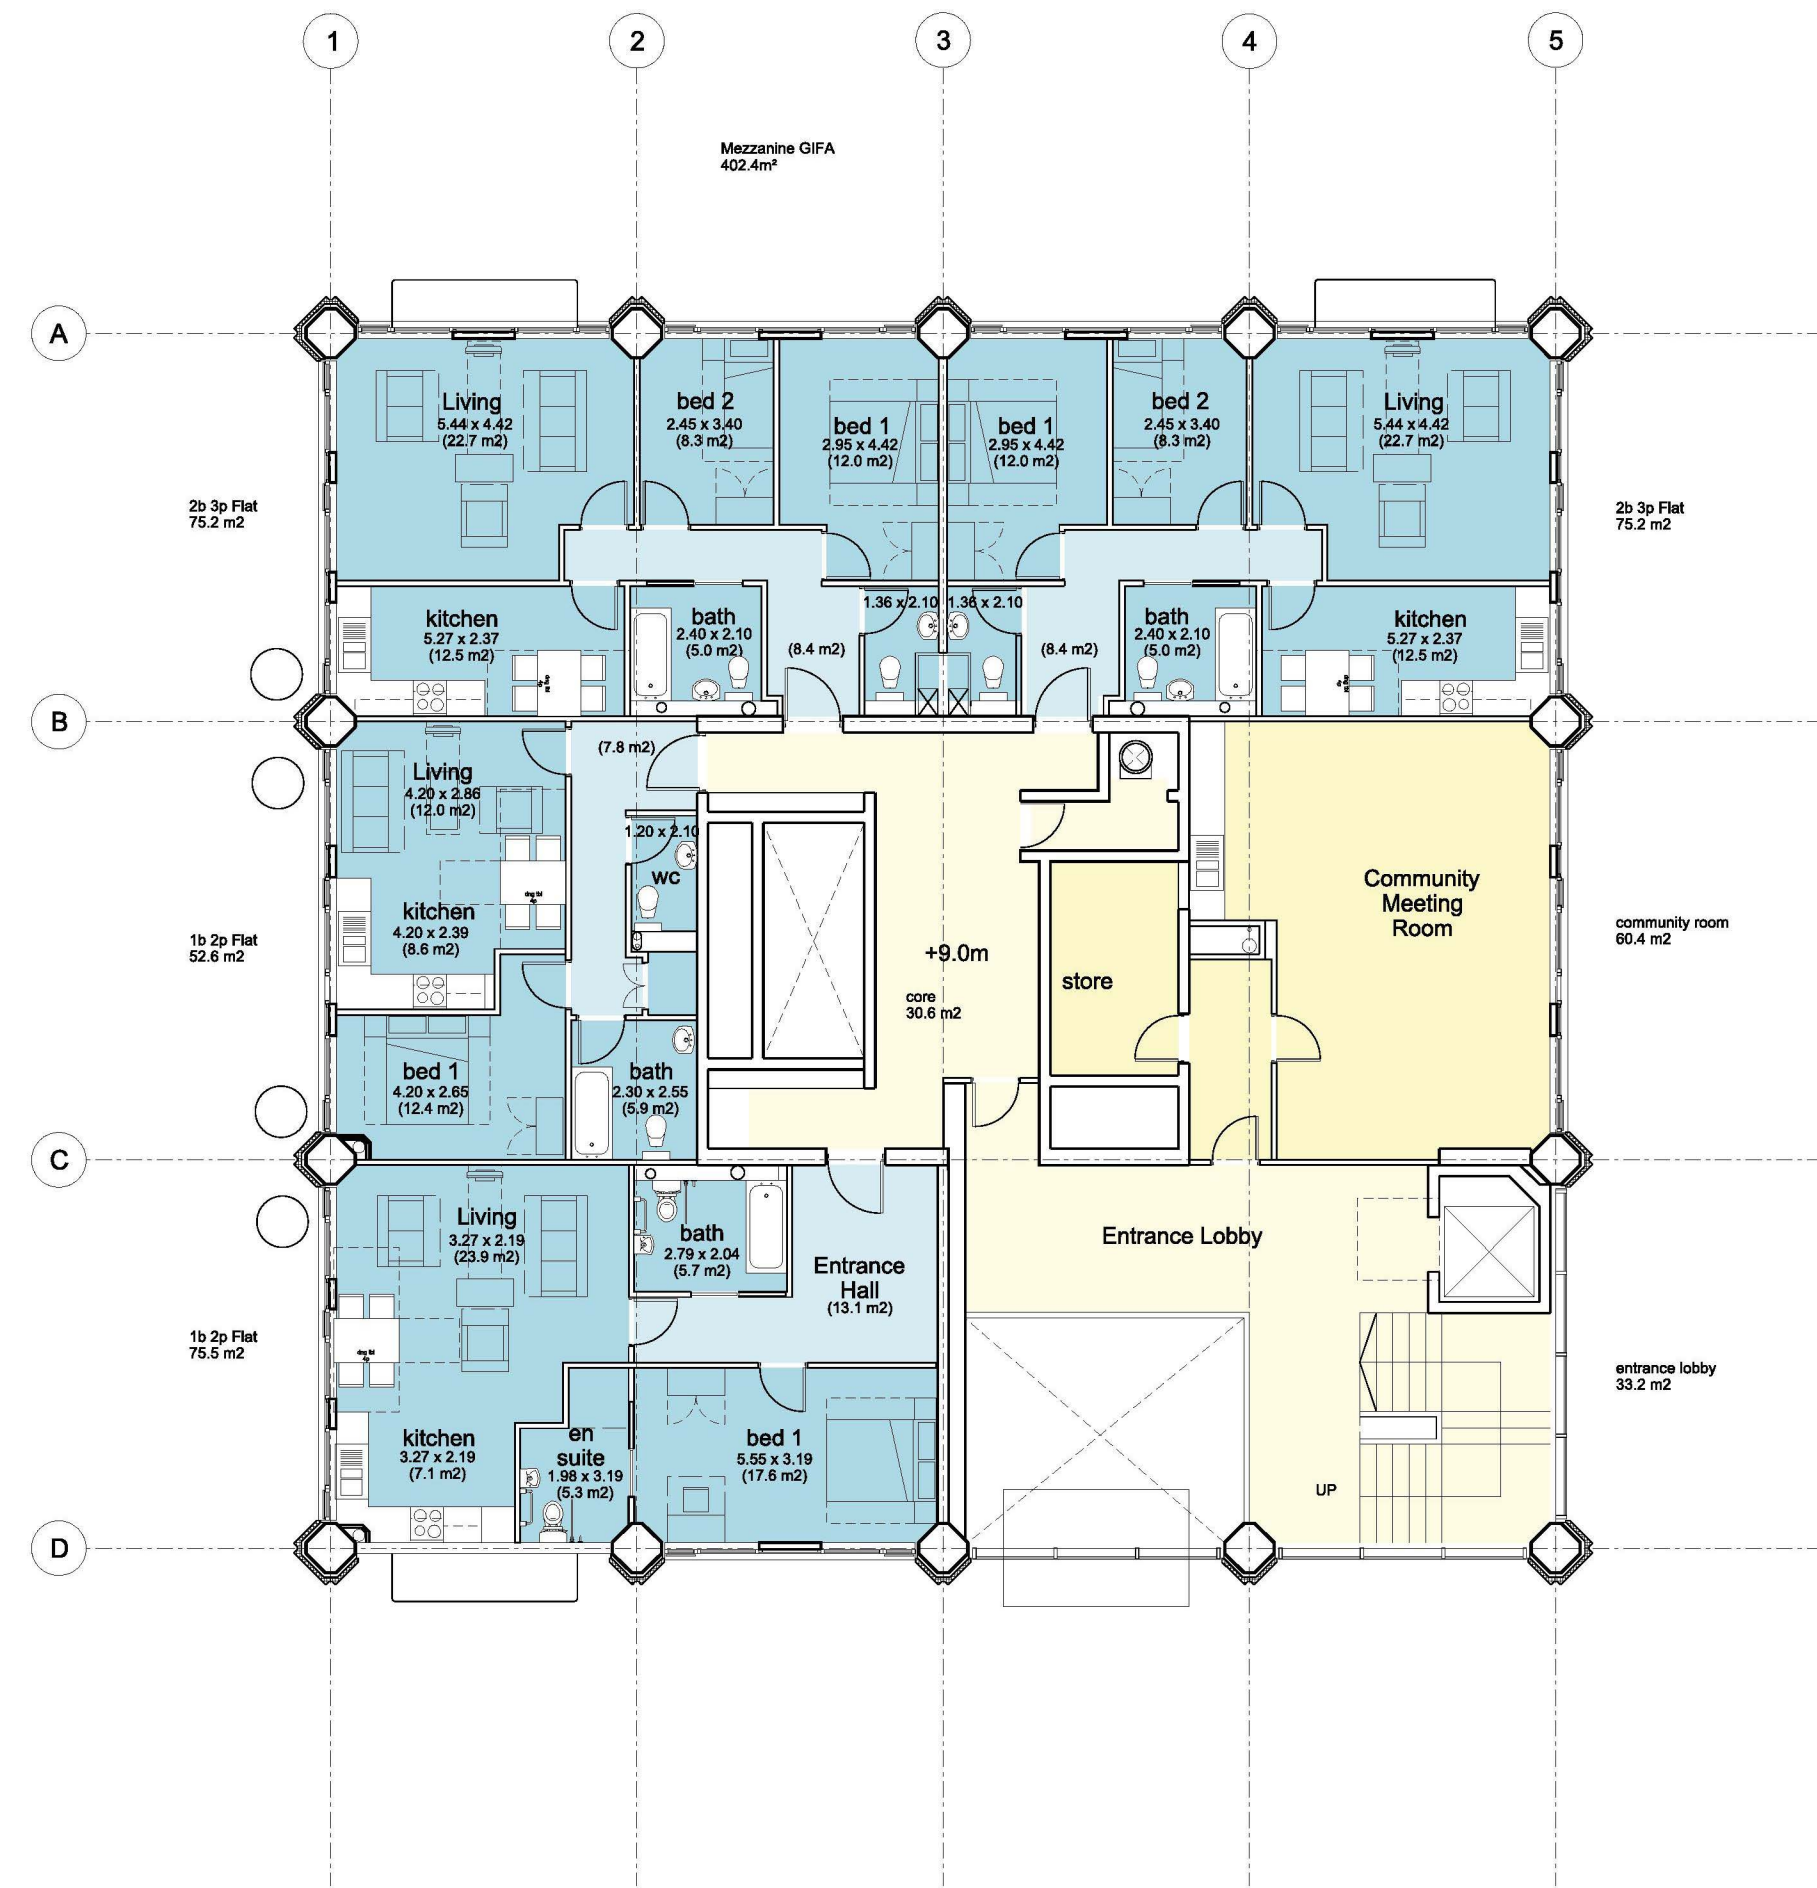 1
2
3
4
5
Mezzanine GIFA
402.4m²
A
Living
5.44 x 4.42
(22.7 m2)
bed 2
2.45 x 3.40
(8.3 m2)
bed 1
2.95 x 4.42
(12.0 m2)
bed 1
2.95 x 4.42
(12.0 m2)
bed 2
2.45 x 3.40
(8.3 m2)
Living
5.44 x 4.42
(22.7 m2)
2b 3p Flat
75.2 m2
2b 3p Flat
75.2 m2
kitchen
5.27 x 2.37
(12.5 m2)
bath
2.40 x 2.10
(5.0 m2)
(8.4 m2)
1.36 x 2.10
1.36 x 2.10
(8.4 m2)
bath
2.40 x 2.10
(5.0 m2)
kitchen
5.27 x 2.37
(12.5 m2)
dng tbl
4p
dng tbl
4p
B
(7.8 m2)
Living
4.20 x 2.86
(12.0 m2)
1.20 x 2.10
wc
dng tbl
4p
kitchen
4.20 x 2.39
(8.6 m2)
1b 2p Flat
52.6 m2
+9.0m
core
30.6 m2
store
Community
Meeting
Room
community room
60.4 m2
bed 1
4.20 x 2.65
(12.4 m2)
bath
2.30 x 2.55
(5.9 m2)
C
Living
3.27 x 2.19
(23.9 m2)
bath
2.79 x 2.04
(5.7 m2)
Entrance
Hall
(13.1 m2)
Entrance Lobby
1b 2p Flat
75.5 m2
dng tbl
4p
entrance lobby
33.2 m2
kitchen
3.27 x 2.19
(7.1 m2)
en
suite
1.98 x 3.19
(5.3 m2)
bed 1
5.55 x 3.19
(17.6 m2)
UP
D